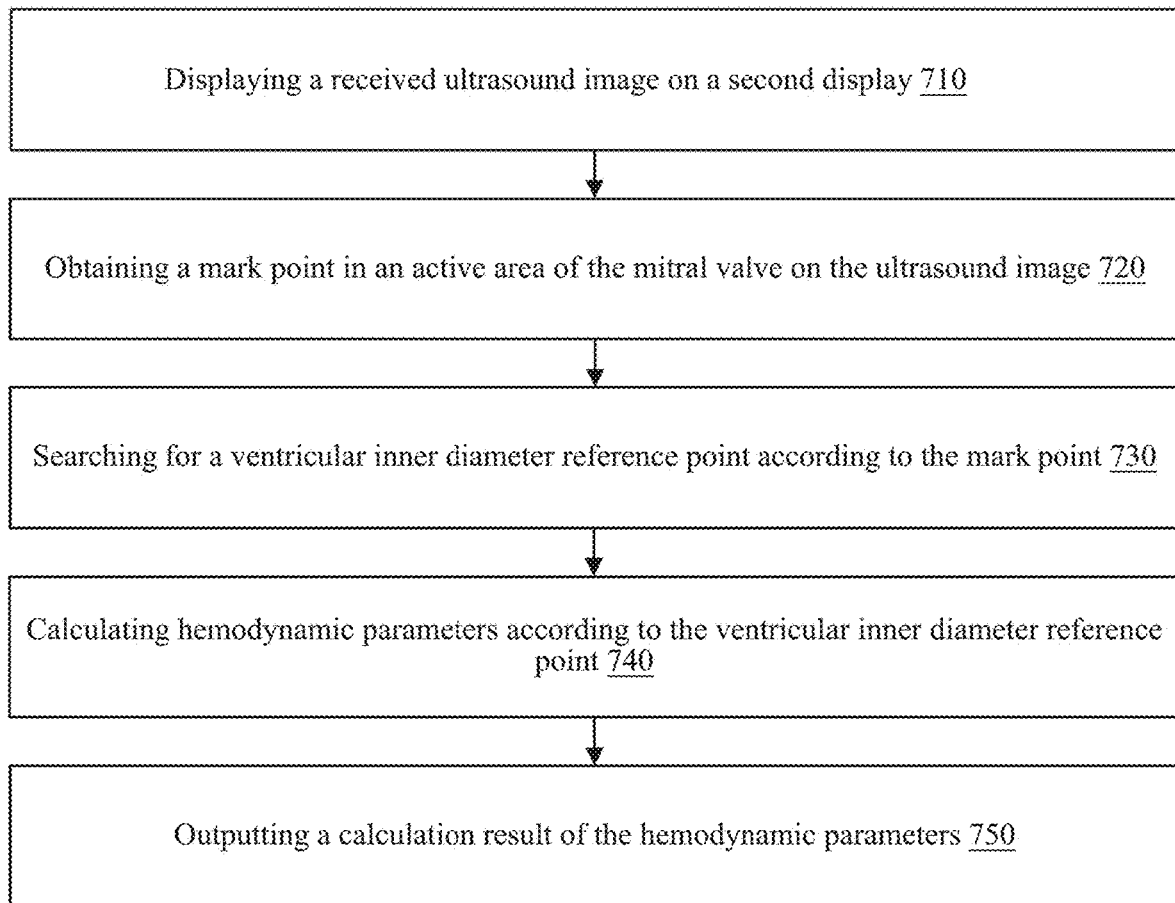 Displaying a received ultrasound image on a second display 710
Obtaining a mark point in an active area of the mitral valve on the ultrasound image 720
Searching for a ventricular inner diameter reference point according to the mark point 730
Calculating hemodynamic parameters according to the ventricular inner diameter reference
point 740
Outputting a calculation result of the hemodynamic parameters 750